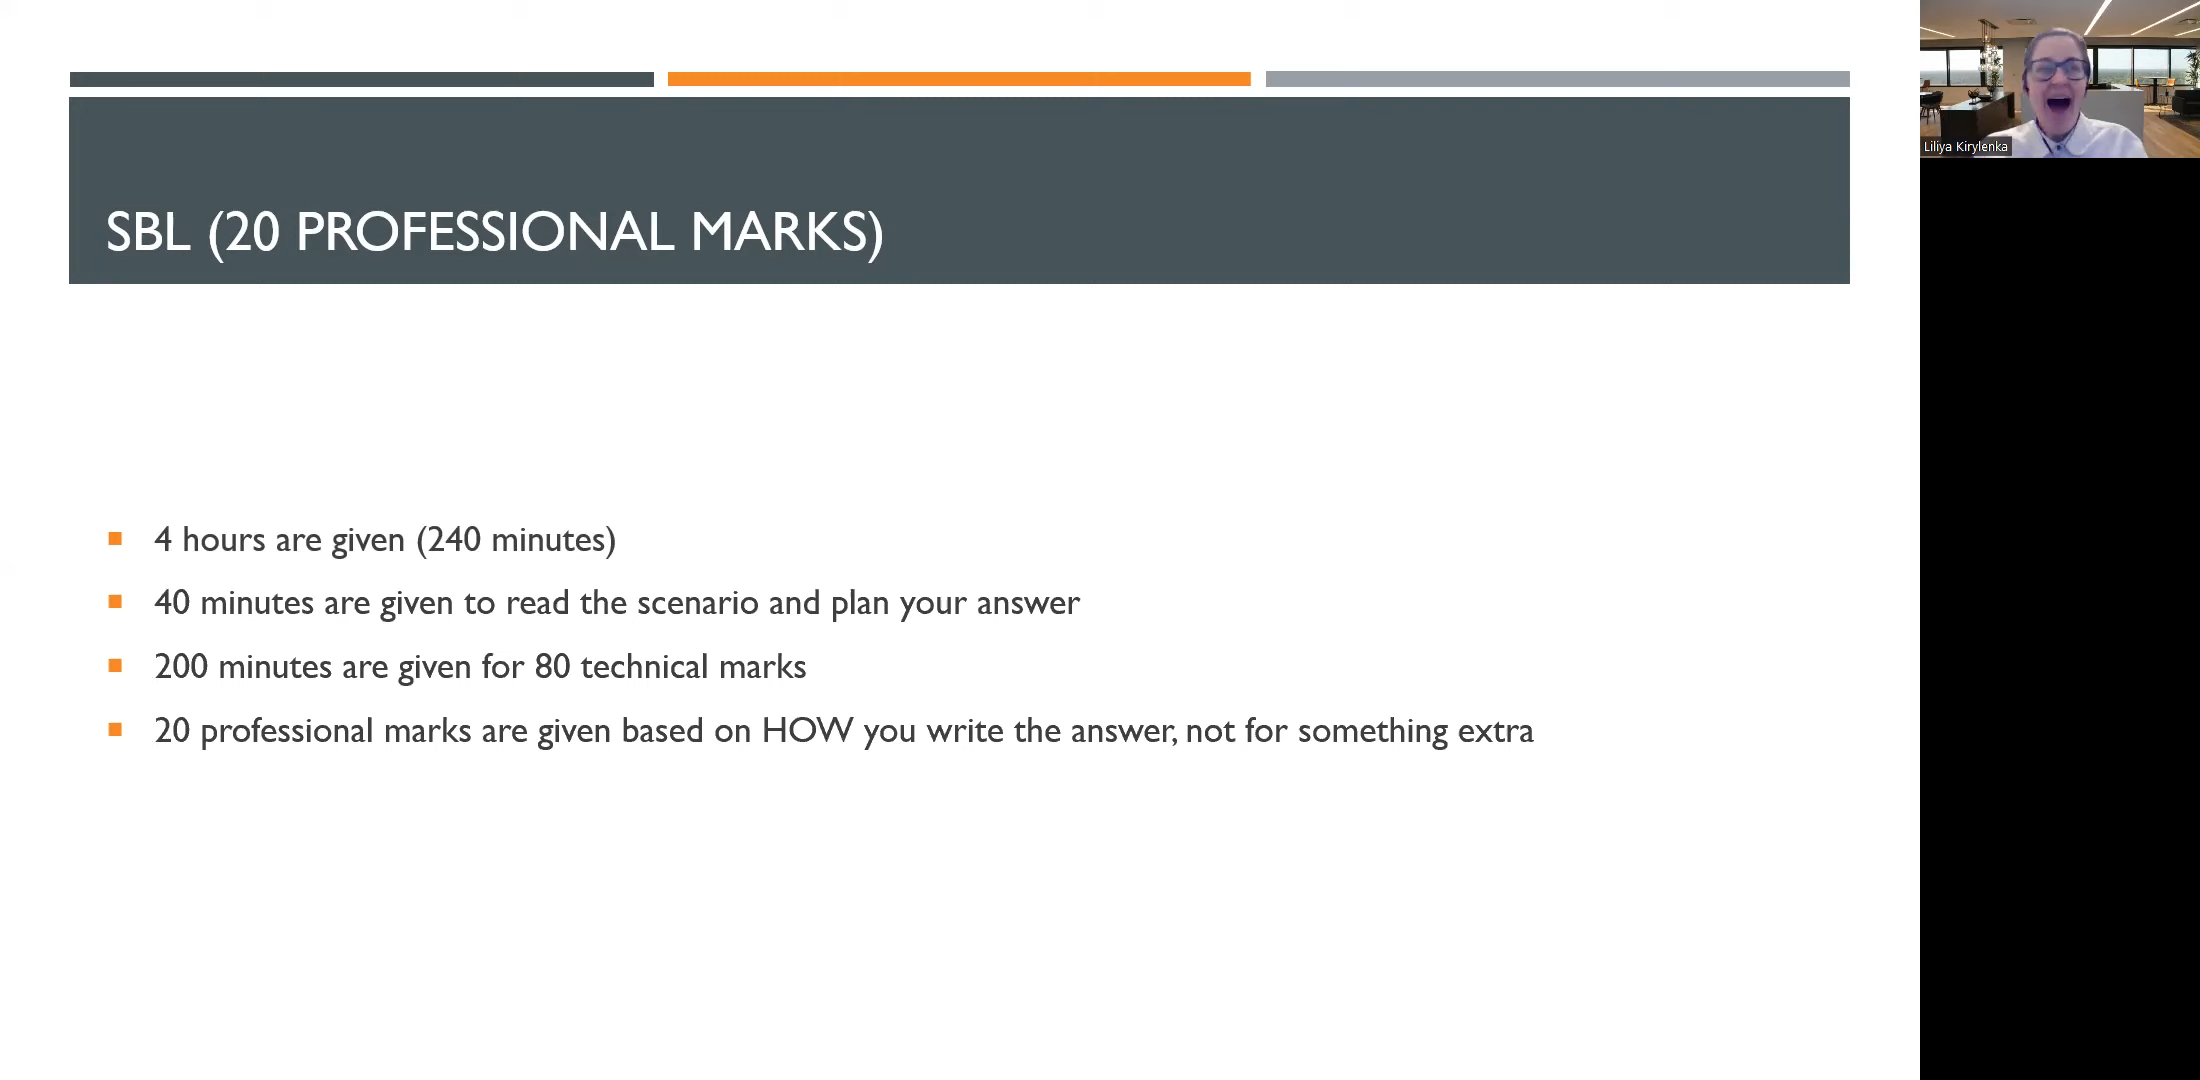 SBL (20 PROFESSIONAL MARKS)
4 hours are given (240 minutes)
40 minutes are given to read the scenario and plan your answer
200 minutes are given for 80 technical marks
20 professional marks are given based on HOW you write the answer, not for something extra
Liliya Kirylenka